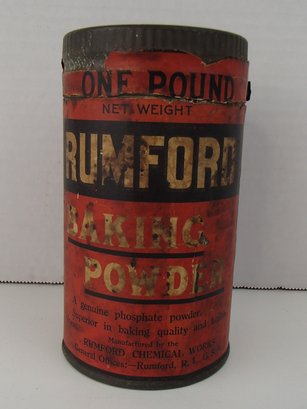 ONE POUND
NET WEIGHT
RUMFORD
BAKING
POWDER
A genuine phosphate powder.
Superior in baking quality and
Manufactured by the
RUMFORD CHEMICAL WORKS
General Offices:—Rumford, R. I.,